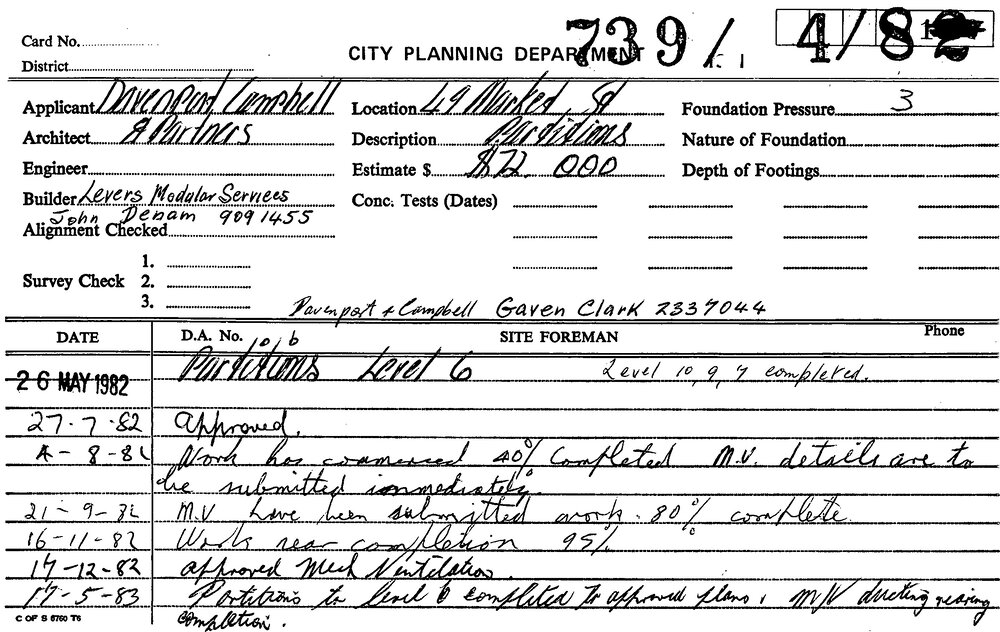 Card No.
CITY PLANNING DEPARTMENT 739/ 4/82
District
Applicant Davenport Campbell Location 49 Market St Foundation Pressure 3
Architect & Partners Description Partitions Nature of Foundation
Engineer Estimate $ $72.000 Depth of Footings
Builder Levers Modular Services Conc. Tests (Dates)
John Denam 909 1455
Alignment Checked
1.
Survey Check 2.
3.
Davenport & Campbell Gaven Clark 2337044
DATE D.A. No. SITE FOREMAN Phone
26 MAY 1982 Partitions Level 6 Level 10, 9, 7 completed.
27-7-82 Approved.
4-8-82 Work has commenced 40% Completed M.V. details are to
be submitted immediately.
21-9-82 M.V have been submitted work - 80% complete.
16-11-82 Work near completion 95%
17-12-82 approved Mech Ventilation.
17-5-83 Partitions to level 6 completed to approved plans, M/V ducting nearing
completion.
C OF S 6760 T6